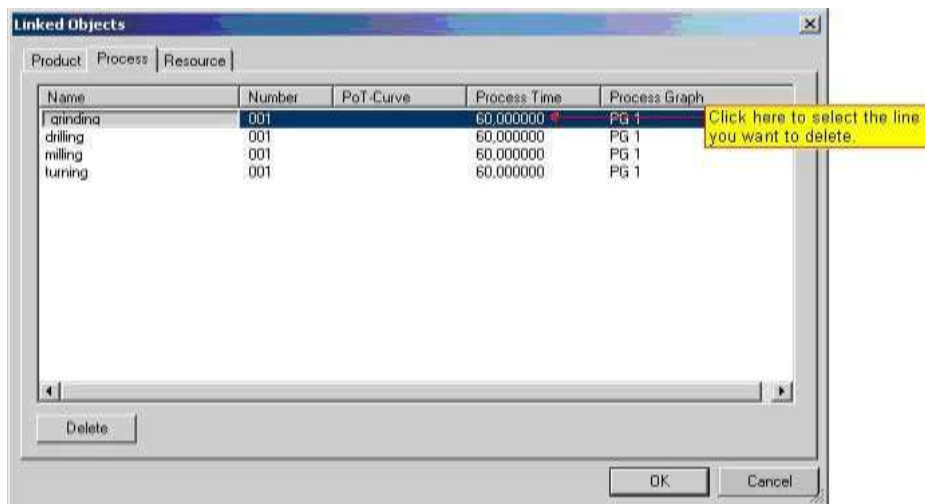 Linked Objects
Product Process Resource
Name Number PoT-Curve Process Time Process Graph
grinding 001 60,000000 PG 1
drilling 001 60,000000 PG 1
milling 001 60,000000 PG 1
turning 001 60,000000 PG 1
Click here to select the line
you want to delete.
Delete
OK Cancel